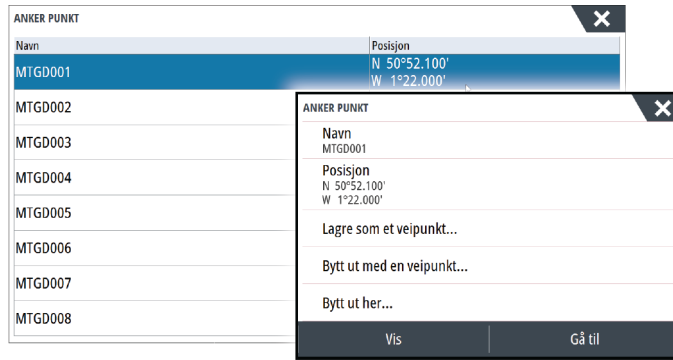 ANKER PUNKT
Navn Posisjon
MTGD001 N 50°52.100'
W 1°22.000'
MTGD002
MTGD003
MTGD004
MTGD005
MTGD006
MTGD007
MTGD008
ANKER PUNKT
Navn
MTGD001
Posisjon
N 50°52.100'
W 1°22.000'
Lagre som et veipunkt...
Bytt ut med en veipunkt...
Bytt ut her...
Vis Gå til